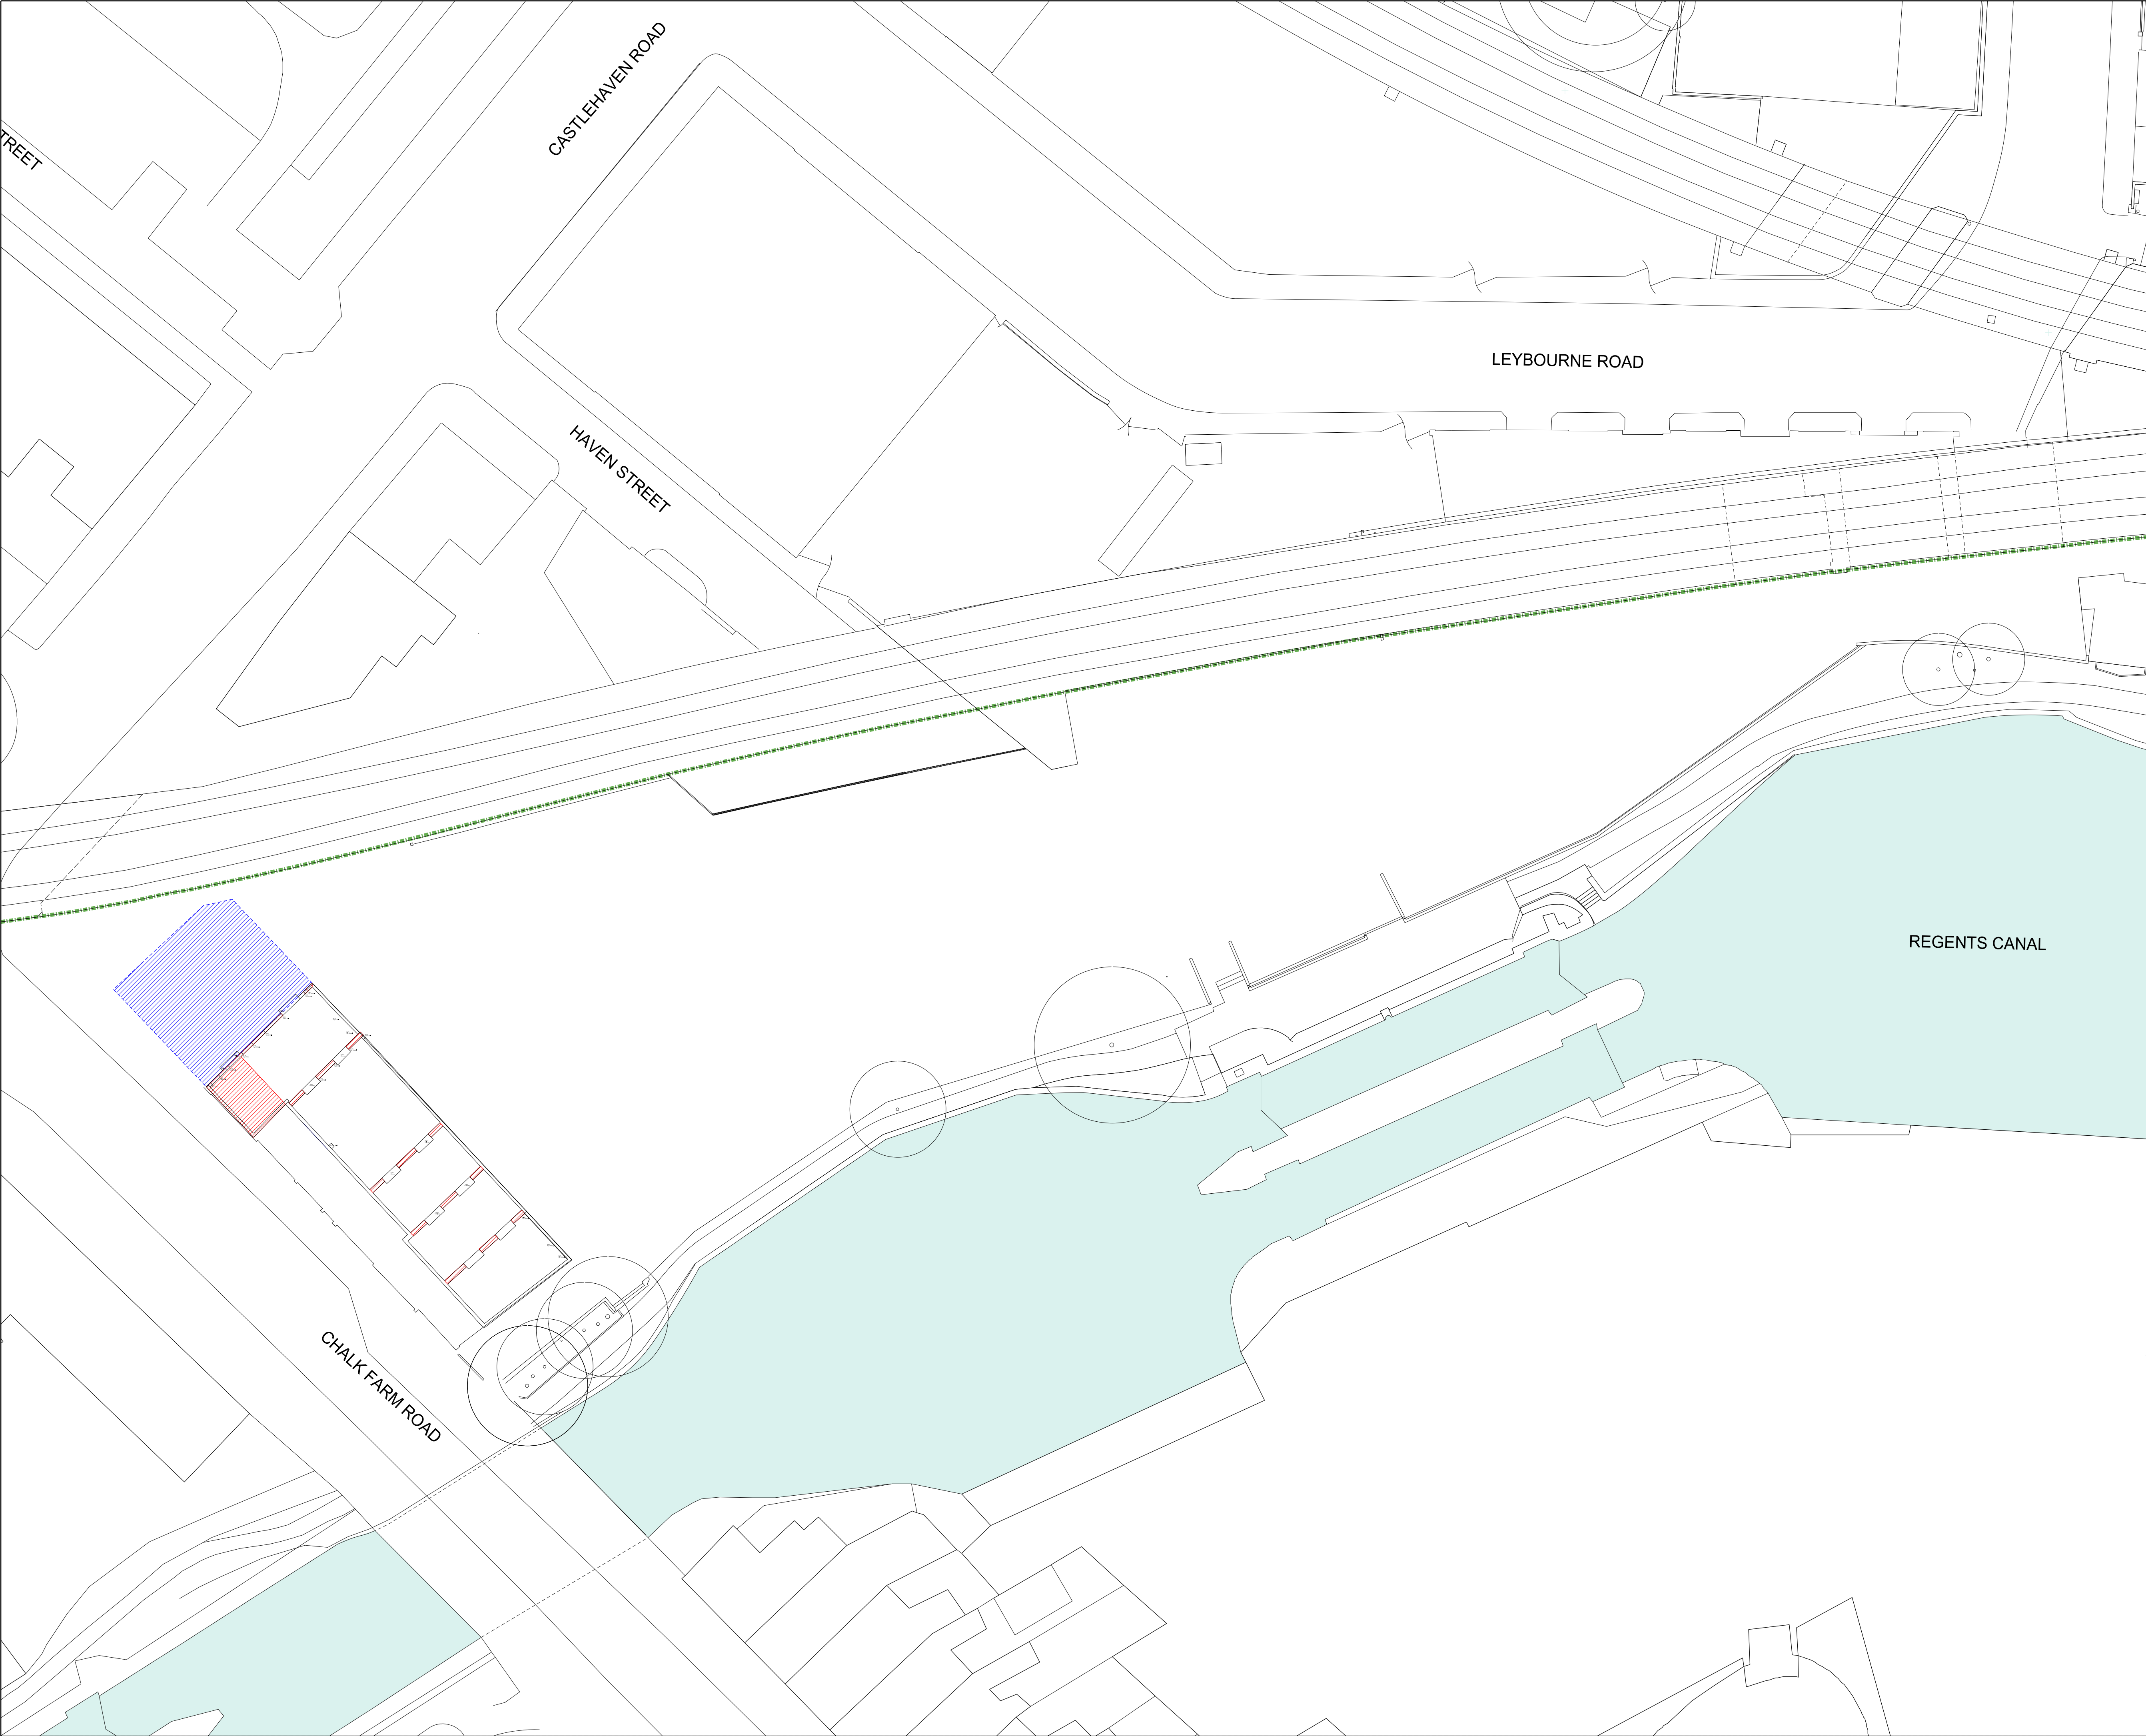 CASTLEHAVEN ROAD
TREET
LEYBOURNE ROAD
HAVEN STREET
REGENTS CANAL
CHALK FARM ROAD